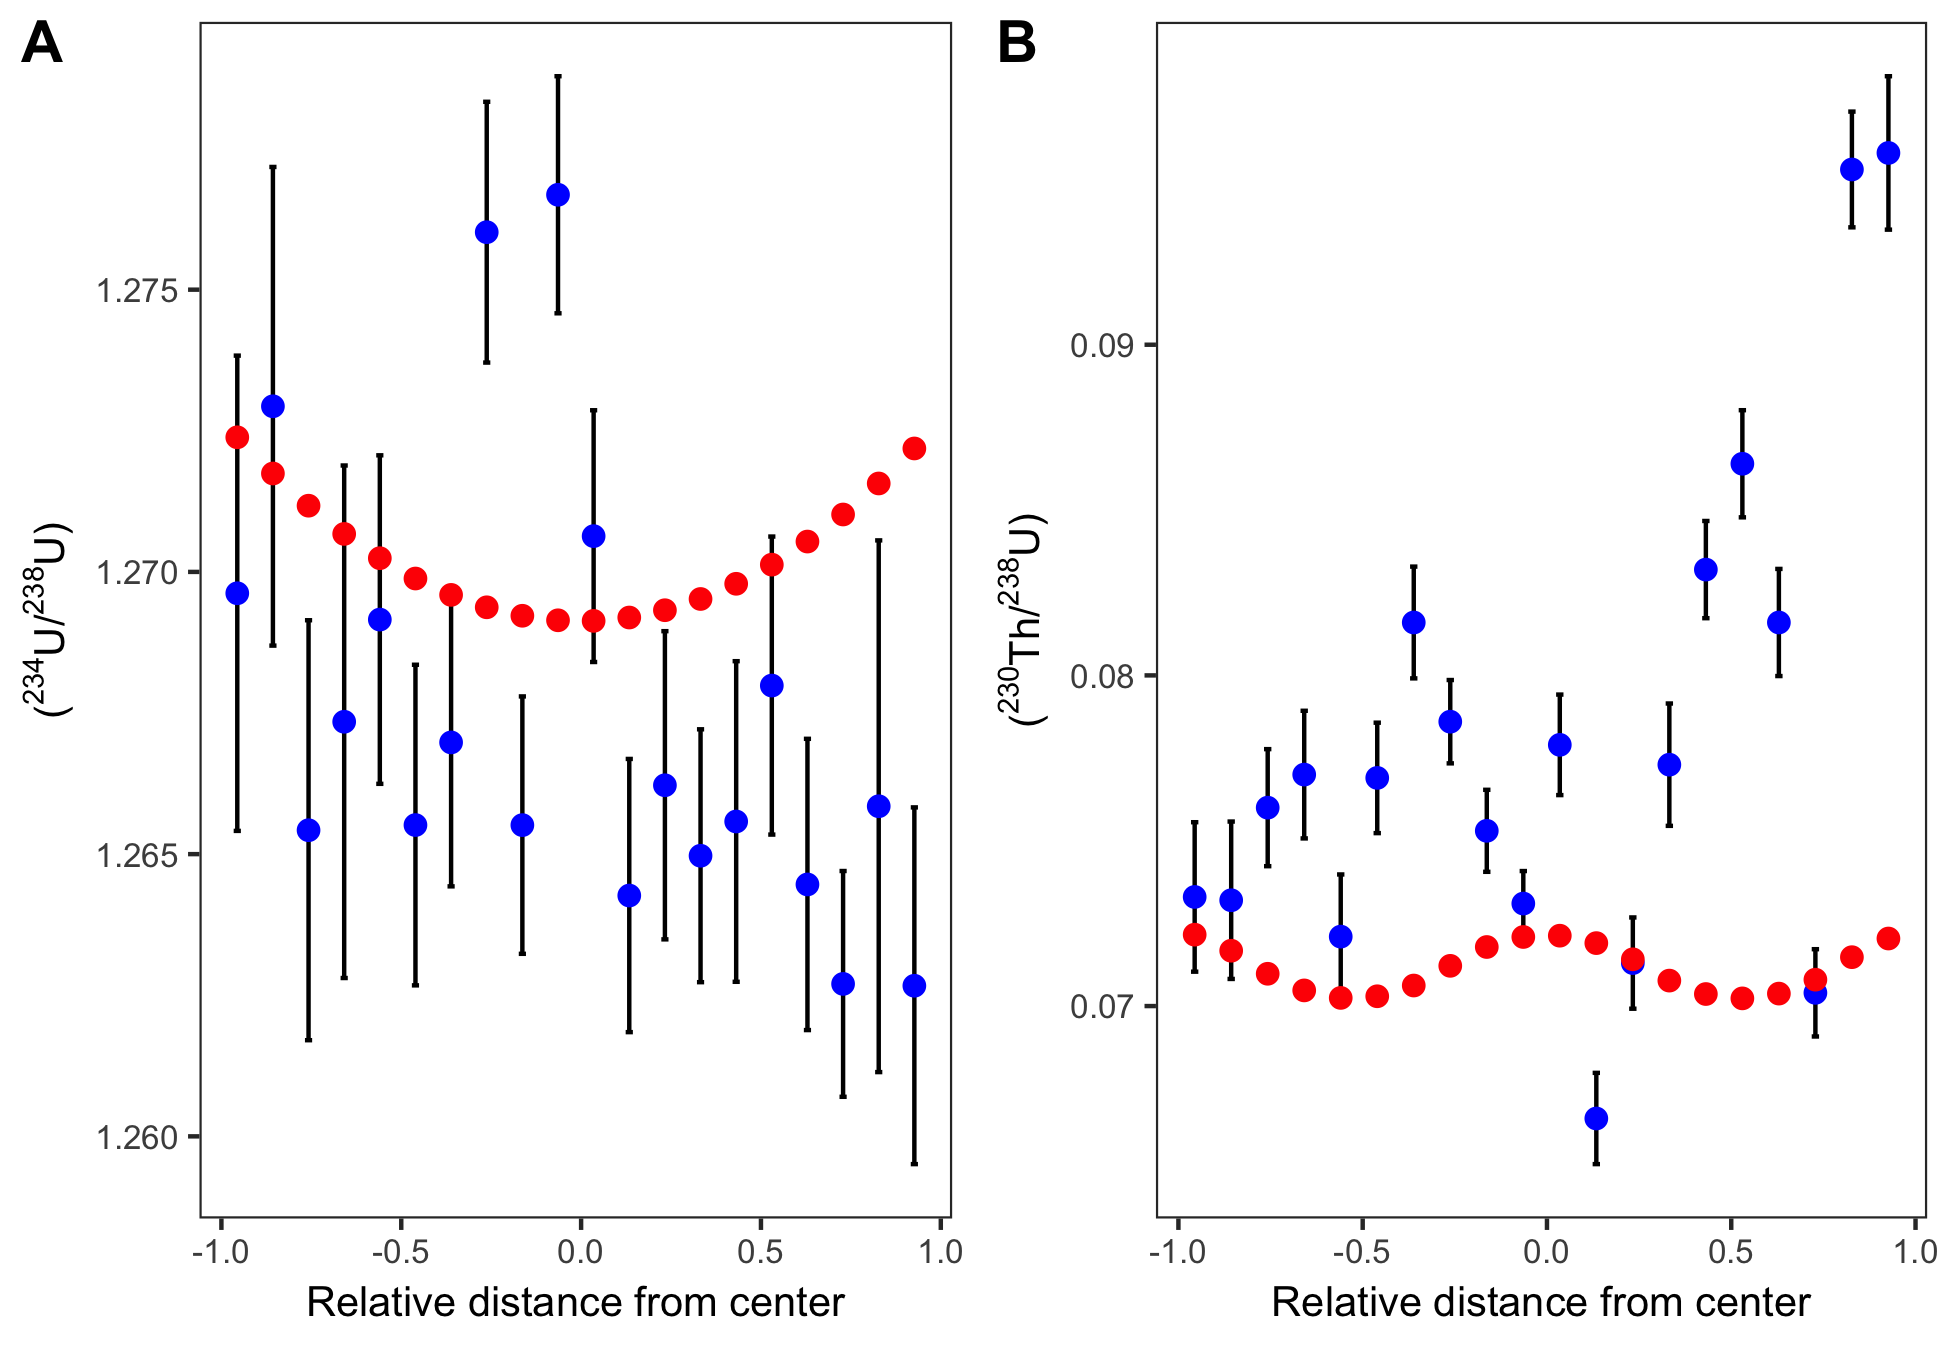 A
B
1.275
1.270
1.265
1.260
(²³⁴U/²³⁸U)
-1.0 -0.5 0.0 0.5 1.0
Relative distance from center
0.09
0.08
0.07
(²³⁰Th/²³⁸U)
-1.0 -0.5 0.0 0.5 1.0
Relative distance from center